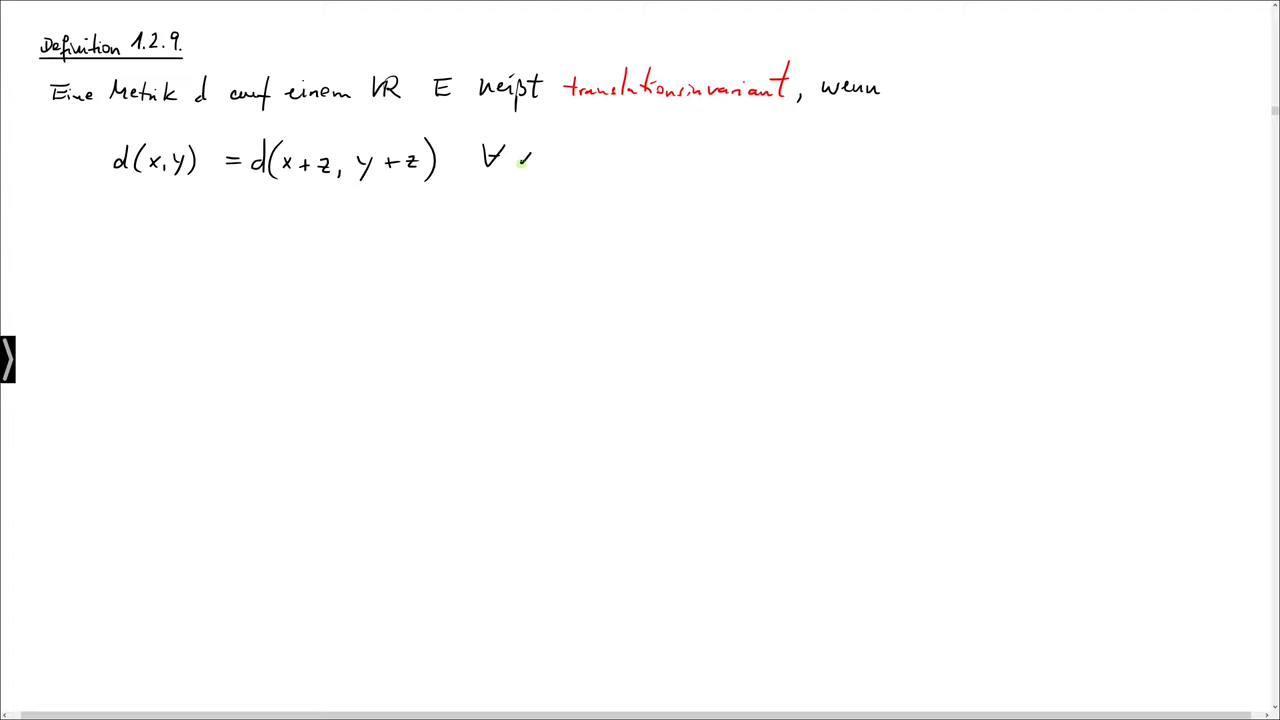 Definition 1.2.9.
Eine Metrik d auf einem VR E heißt translationsinvariant, wenn
d(x,y) = d(x+z, y+z) ∀